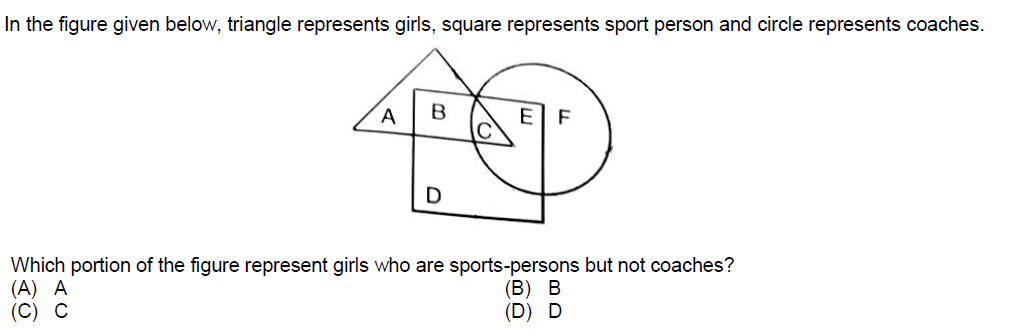 In the figure given below, triangle represents girls, square represents sport person and circle represents coaches.
A B C E F
D
Which portion of the figure represent girls who are sports-persons but not coaches?
(A) A (B) B
(C) C (D) D